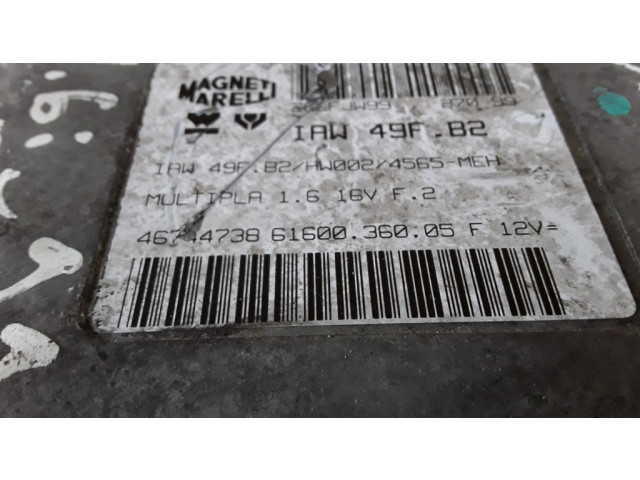 MAGNETI
MARELLI
870199
IAW 49F.B2
IAW 49F.B2/HW002/4565-MEH
MULTIPLA 1.6 16V F.2
46744738 61600.360.05 F 12V=